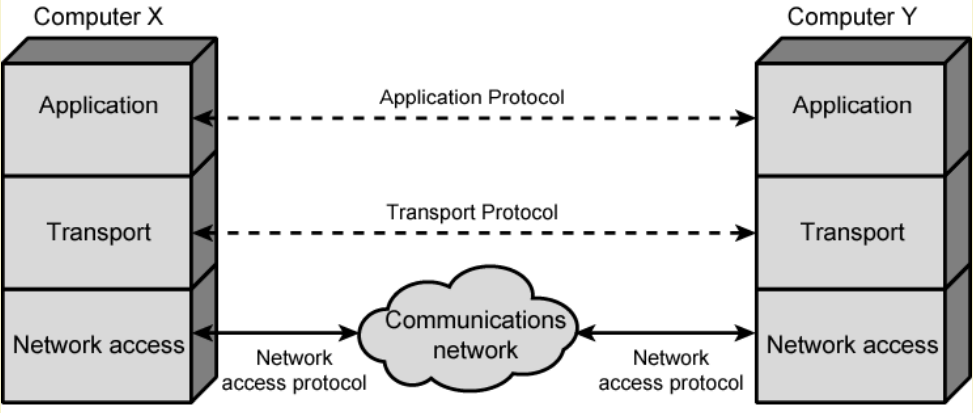 Computer X
Computer Y
Application
Application Protocol
Application
Transport
Transport Protocol
Transport
Network access
Network
access protocol
Communications
network
Network
access protocol
Network access